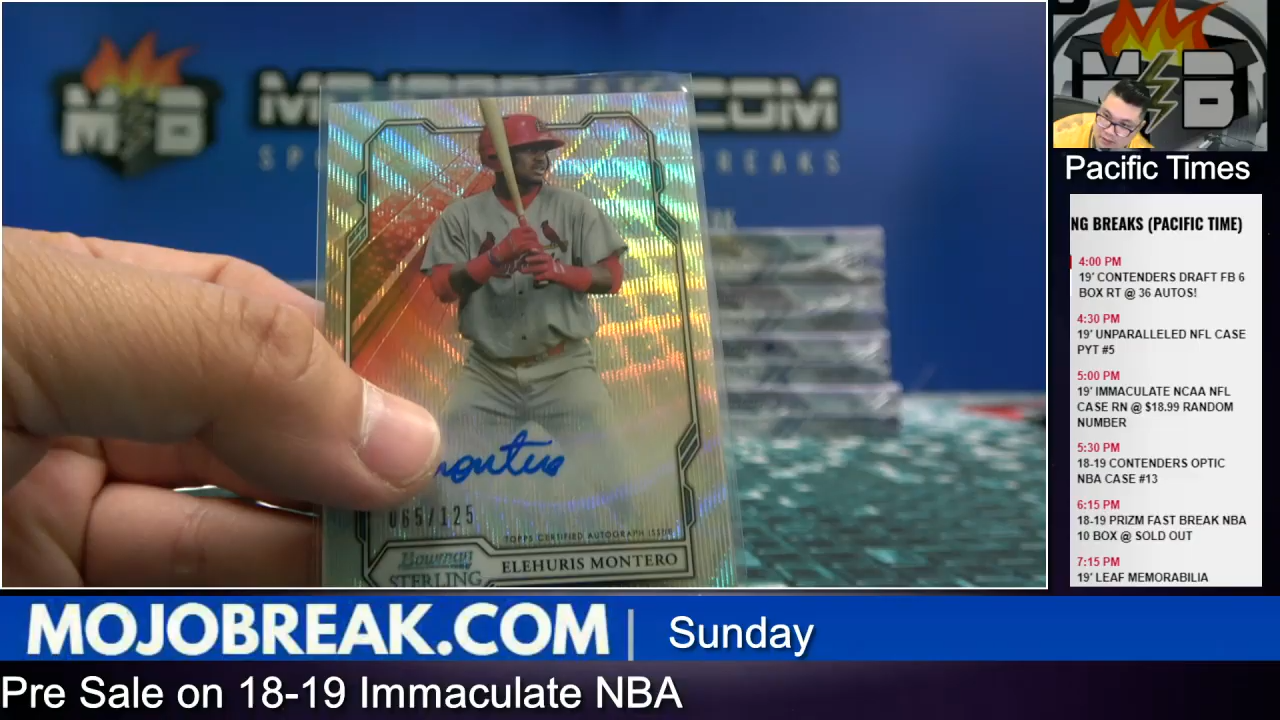 M B
MOJOBREAK.COM
BREAKS
montero
065/125
TOPPS CERTIFIED AUTOGRAPH ISSUE
Bowman
STERLING
ELEHURIS MONTERO
M B
Pacific Times
NG BREAKS (PACIFIC TIME)
4:00 PM
19' CONTENDERS DRAFT FB 6
BOX RT @ 36 AUTOS!
4:30 PM
19' UNPARALLELED NFL CASE
PYT #5
5:00 PM
19' IMMACULATE NCAA NFL
CASE RN @ $18.99 RANDOM
NUMBER
5:30 PM
18-19 CONTENDERS OPTIC
NBA CASE #13
6:15 PM
18-19 PRIZM FAST BREAK NBA
10 BOX @ SOLD OUT
7:15 PM
19' LEAF MEMORABILIA
MOJOBREAK.COM | Sunday
Pre Sale on 18-19 Immaculate NBA